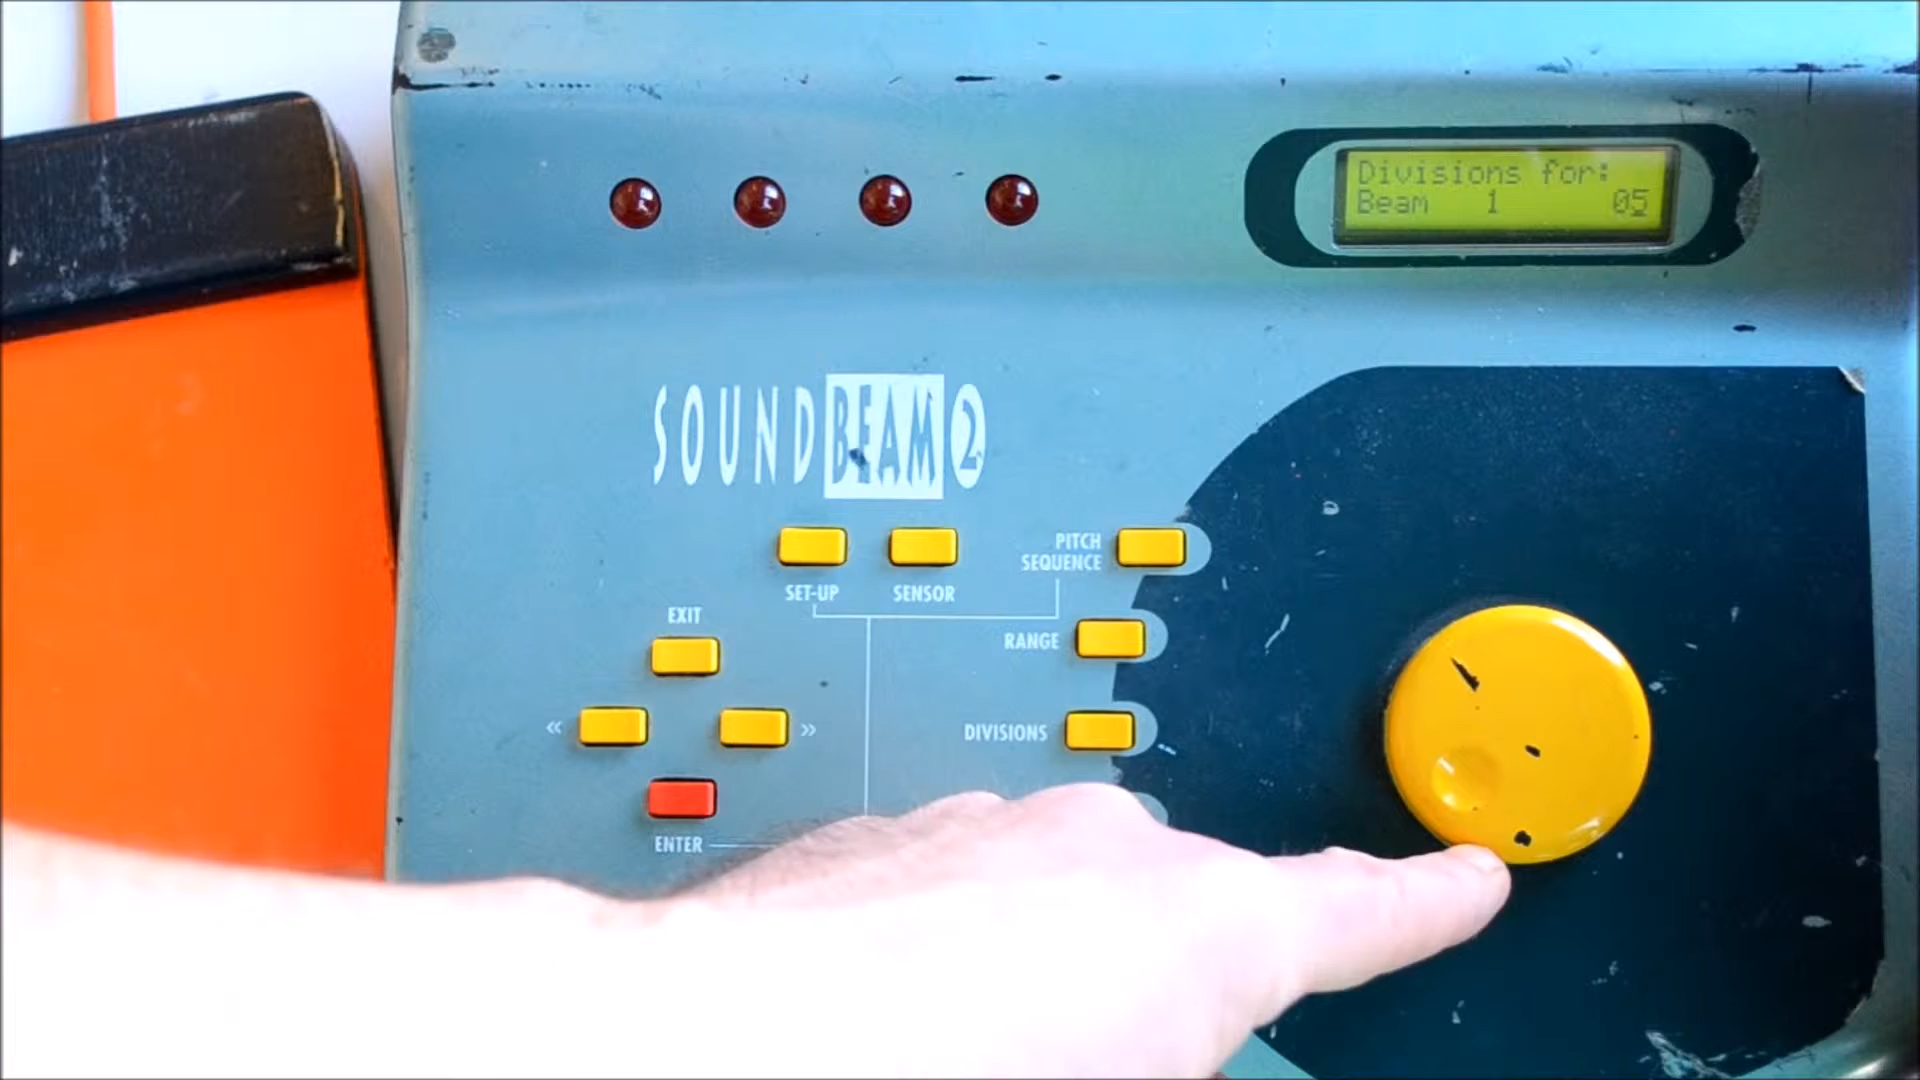 Divisions for:
Beam 1 05
SOUNDBEAM 2
SET-UP
SENSOR
PITCH
SEQUENCE
EXIT
RANGE
«
»
DIVISIONS
ENTER